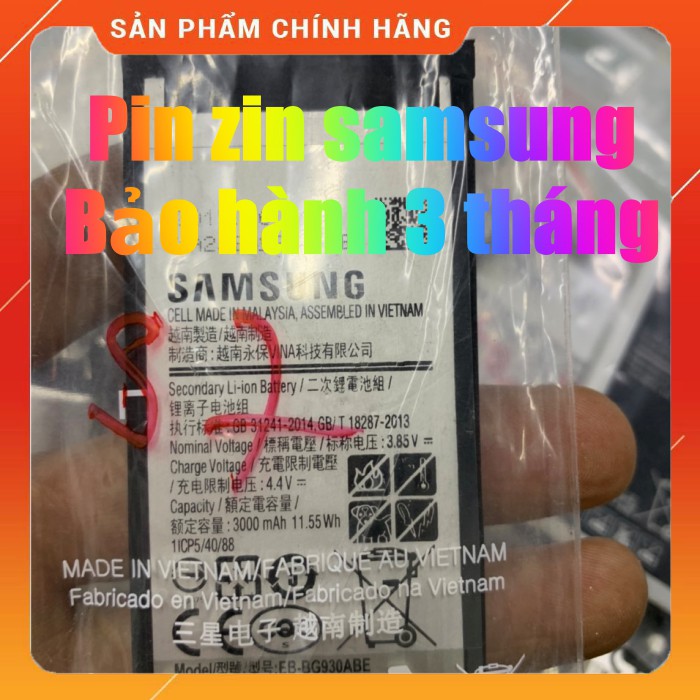 SẢN PHẨM CHÍNH HÃNG
Pin zin samsung
Bảo hành 3 tháng
SAMSUNG
CELL MADE IN MALAYSIA, ASSEMBLED IN VIETNAM
越南製造/越南制造
制造商:越南永保VINA科技有限公司
Secondary Li-ion Battery / 二次鋰電池組 /
锂离子电池组
执行标准: GB 31241-2014, GB/T 18287-2013
Nominal Voltage / 標稱電壓 / 标称电压: 3.85V⎓
Charge Voltage / 充電限制電壓
/ 充电限制电压: 4.4V⎓
Capacity / 額定電容量 /
额定容量: 3000 mAh 11.55Wh
1ICP5/40/88
S7
MADE IN VIETNAM/FABRIQUÉ AU VIETNAM
Fabricado en Vietnam/Fabricado na Vietnam
三星电子 越南制造
Model/型號/型号:EB-BG930ABE